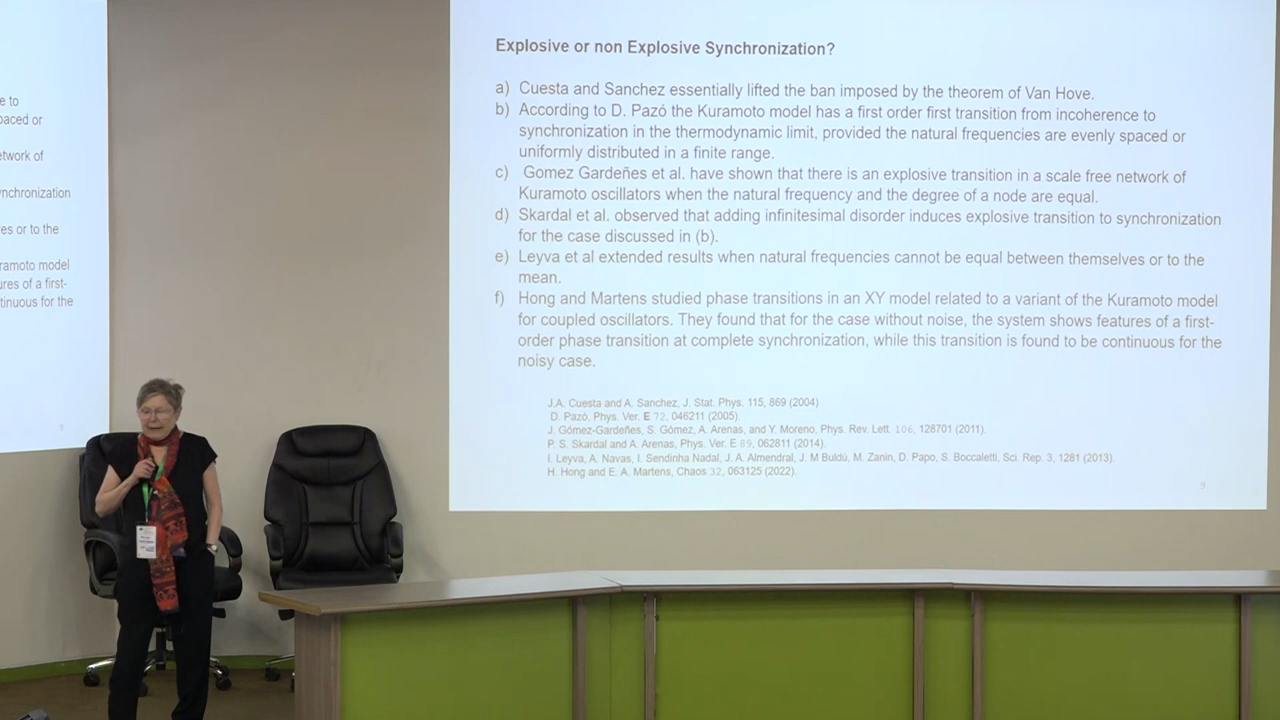 e to
paced or
etwork of
ynchronization
es or to the
ramoto model
ures of a first-
tinuous for the
Explosive or non Explosive Synchronization?
a) Cuesta and Sanchez essentially lifted the ban imposed by the theorem of Van Hove.
b) According to D. Pazó the Kuramoto model has a first order first transition from incoherence to
synchronization in the thermodynamic limit, provided the natural frequencies are evenly spaced or
uniformly distributed in a finite range.
c) Gomez Gardeñes et al. have shown that there is an explosive transition in a scale free network of
Kuramoto oscillators when the natural frequency and the degree of a node are equal.
d) Skardal et al. observed that adding infinitesimal disorder induces explosive transition to synchronization
for the case discussed in (b).
e) Leyva et al extended results when natural frequencies cannot be equal between themselves or to the
mean.
f) Hong and Martens studied phase transitions in an XY model related to a variant of the Kuramoto model
for coupled oscillators. They found that for the case without noise, the system shows features of a first-
order phase transition at complete synchronization, while this transition is found to be continuous for the
noisy case.
J.A. Cuesta and A. Sanchez, J. Stat. Phys. 115, 869 (2004)
D. Pazó, Phys. Ver. E 72, 046211 (2005).
J. Gómez-Gardeñes, S. Gómez, A. Arenas, and Y. Moreno, Phys. Rev. Lett. 106, 128701 (2011).
P. S. Skardal and A. Arenas, Phys. Ver. E 89, 062811 (2014).
I. Leyva, A. Navas, I. Sendinha Nadal, J. A. Almendral, J. M Buldú, M. Zanin, D. Papo, S. Boccaletti, Sci. Rep. 3, 1281 (2013).
H. Hong and E. A. Martens, Chaos 32, 063125 (2022).
9